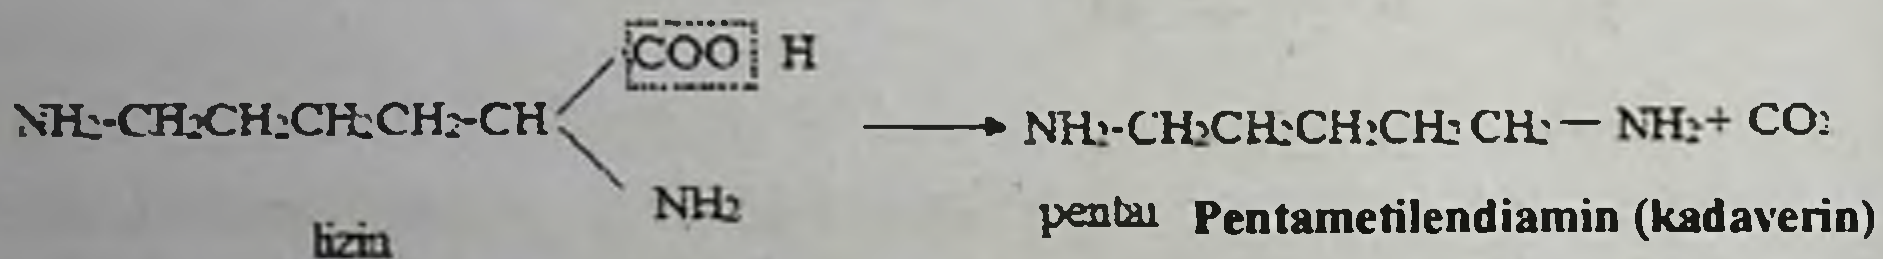 COO H
NH₂-CH₂CH₂CH₂CH₂-CH
NH₂-CH₂CH₂CH₂CH₂CH₂ — NH₂ + CO₂
NH₂
Pentametilendiamin (kadaverin)
lizin